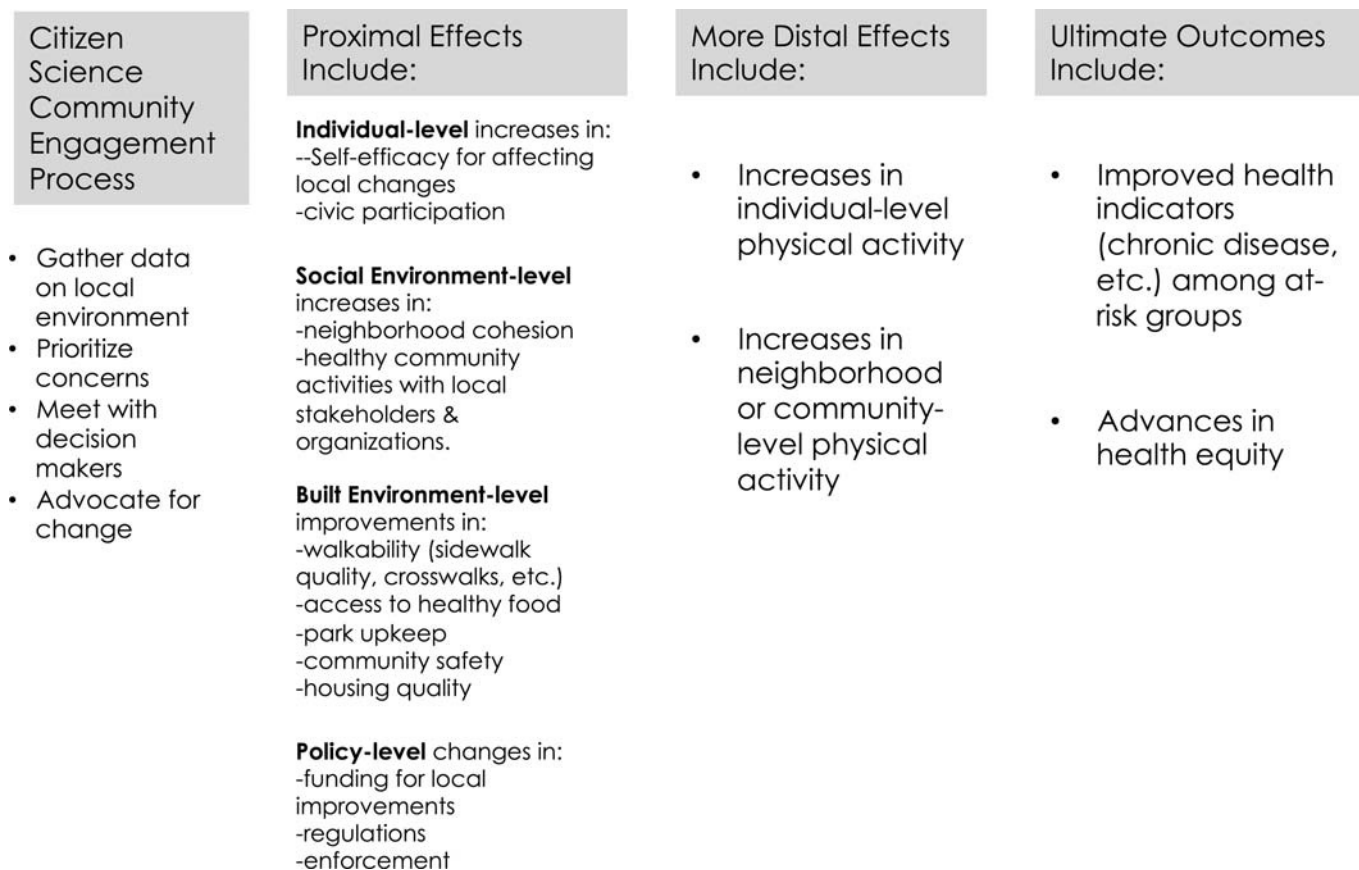 Citizen
Science
Community
Engagement
Process
• Gather data
on local
environment
• Prioritize
concerns
• Meet with
decision
makers
• Advocate for
change
Proximal Effects
Include:
Individual-level increases in:
--Self-efficacy for affecting
local changes
-civic participation
Social Environment-level
increases in:
-neighborhood cohesion
-healthy community
activities with local
stakeholders &
organizations.
Built Environment-level
improvements in:
-walkability (sidewalk
quality, crosswalks, etc.)
-access to healthy food
-park upkeep
-community safety
-housing quality
Policy-level changes in:
-funding for local
improvements
-regulations
-enforcement
More Distal Effects
Include:
• Increases in
individual-level
physical activity
• Increases in
neighborhood
or community-
level physical
activity
Ultimate Outcomes
Include:
• Improved health
indicators
(chronic disease,
etc.) among at-
risk groups
• Advances in
health equity